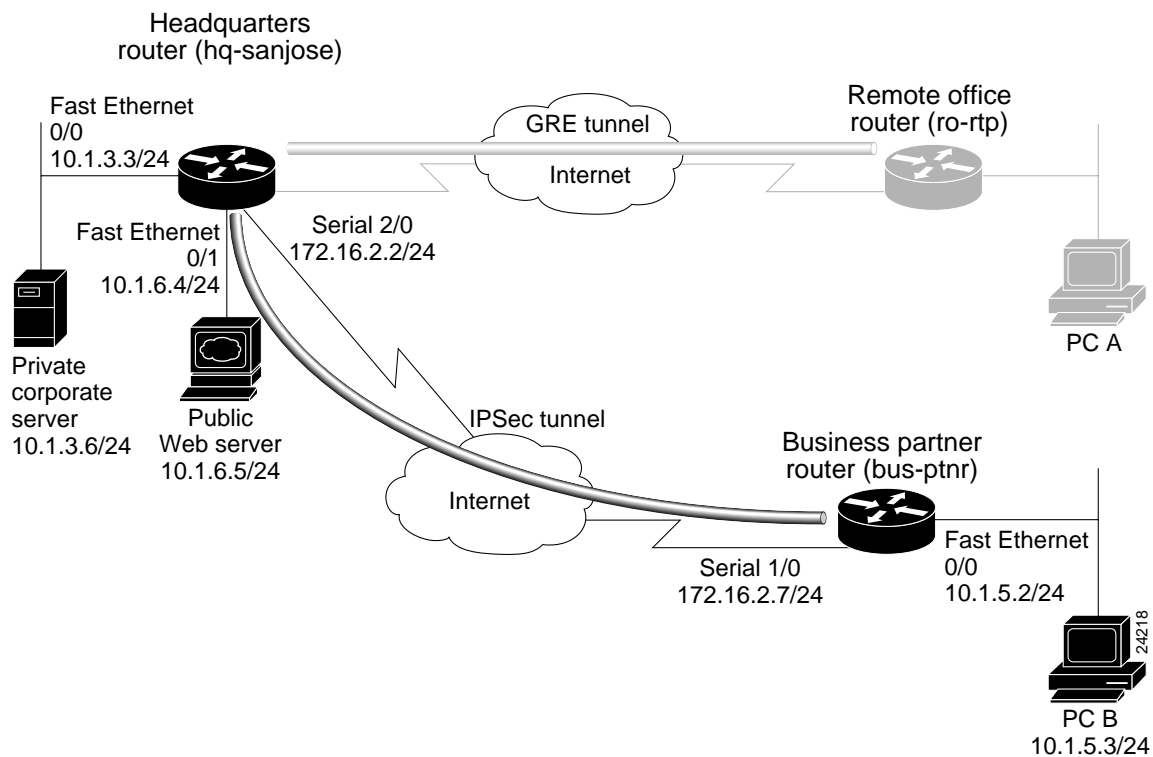 Headquarters
router (hq-sanjose)
Fast Ethernet
0/0
10.1.3.3/24
GRE tunnel
Internet
Remote office
router (ro-rtp)
Serial 2/0
172.16.2.2/24
Fast Ethernet
0/1
10.1.6.4/24
Private
corporate
server
10.1.3.6/24
Public
Web server
10.1.6.5/24
PC A
IPSec tunnel
Internet
Business partner
router (bus-ptnr)
Serial 1/0
172.16.2.7/24
Fast Ethernet
0/0
10.1.5.2/24
24218
PC B
10.1.5.3/24